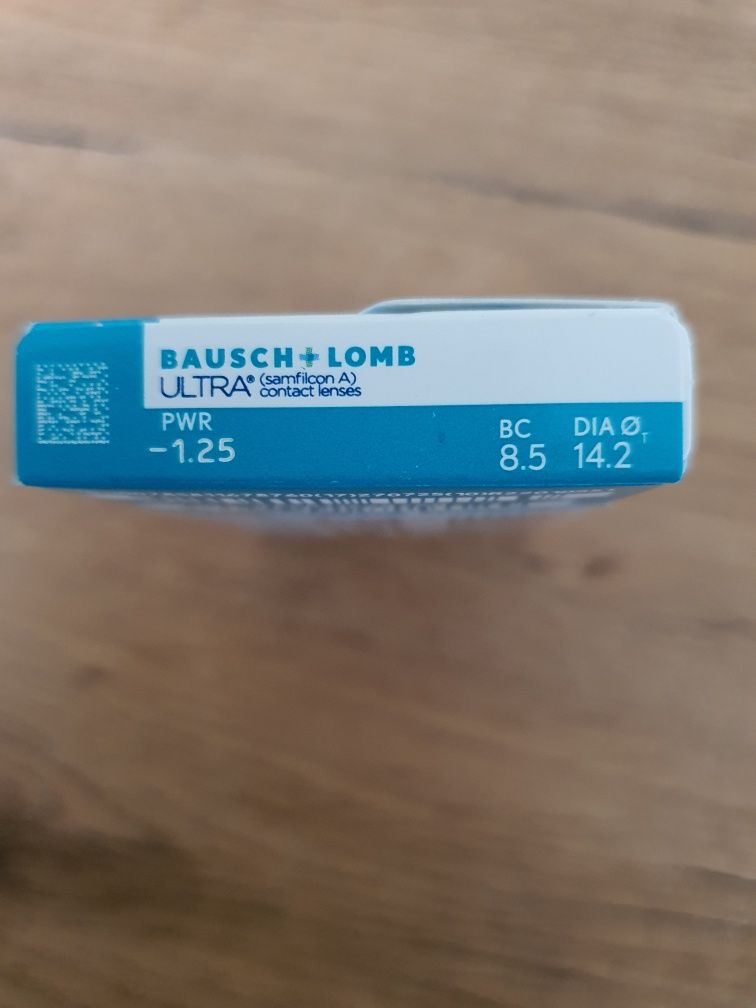 BAUSCH + LOMB
ULTRA® (samfilcon A)
contact lenses
PWR
-1.25
BC
8.5
DIA Ø T
14.2